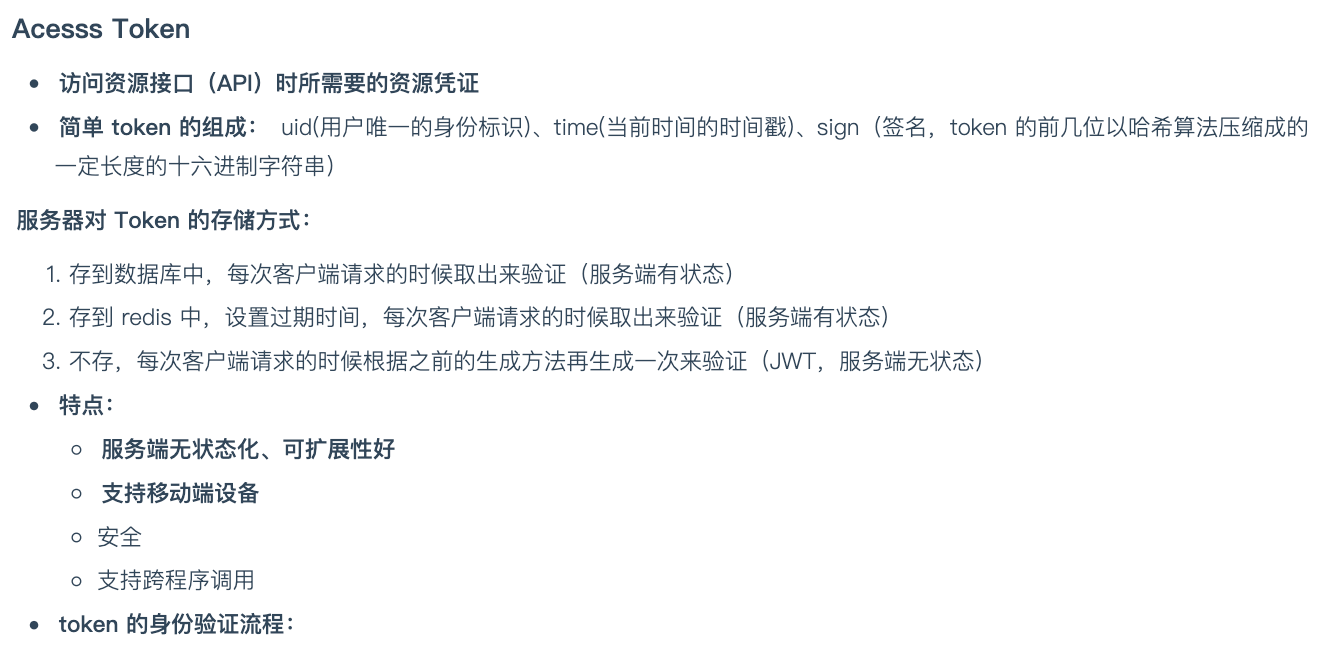 Acesss Token
• 访问资源接口（API）时所需要的资源凭证
• 简单 token 的组成： uid(用户唯一的身份标识)、time(当前时间的时间戳)、sign（签名，token 的前几位以哈希算法压缩成的
一定长度的十六进制字符串）
服务器对 Token 的存储方式：
1. 存到数据库中，每次客户端请求的时候取出来验证（服务端有状态）
2. 存到 redis 中，设置过期时间，每次客户端请求的时候取出来验证（服务端有状态）
3. 不存，每次客户端请求的时候根据之前的生成方法再生成一次来验证（JWT，服务端无状态）
• 特点：
○ 服务端无状态化、可扩展性好
○ 支持移动端设备
○ 安全
○ 支持跨程序调用
• token 的身份验证流程：